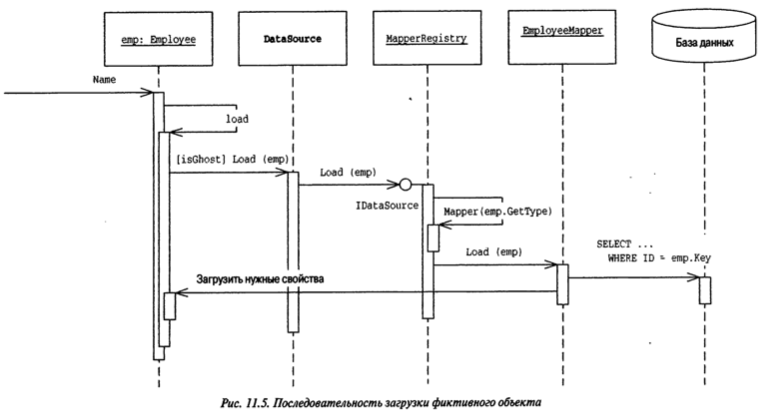 emp: Employee
DataSource
MapperRegistry
EmployeeMapper
База данных
Name
load
[isGhost] Load (emp)
Load (emp)
IDataSource
Mapper(emp.GetType)
Load (emp)
SELECT ...
WHERE ID = emp.Key
Загрузить нужные свойства
Рис. 11.5. Последовательность загрузки фиктивного объекта